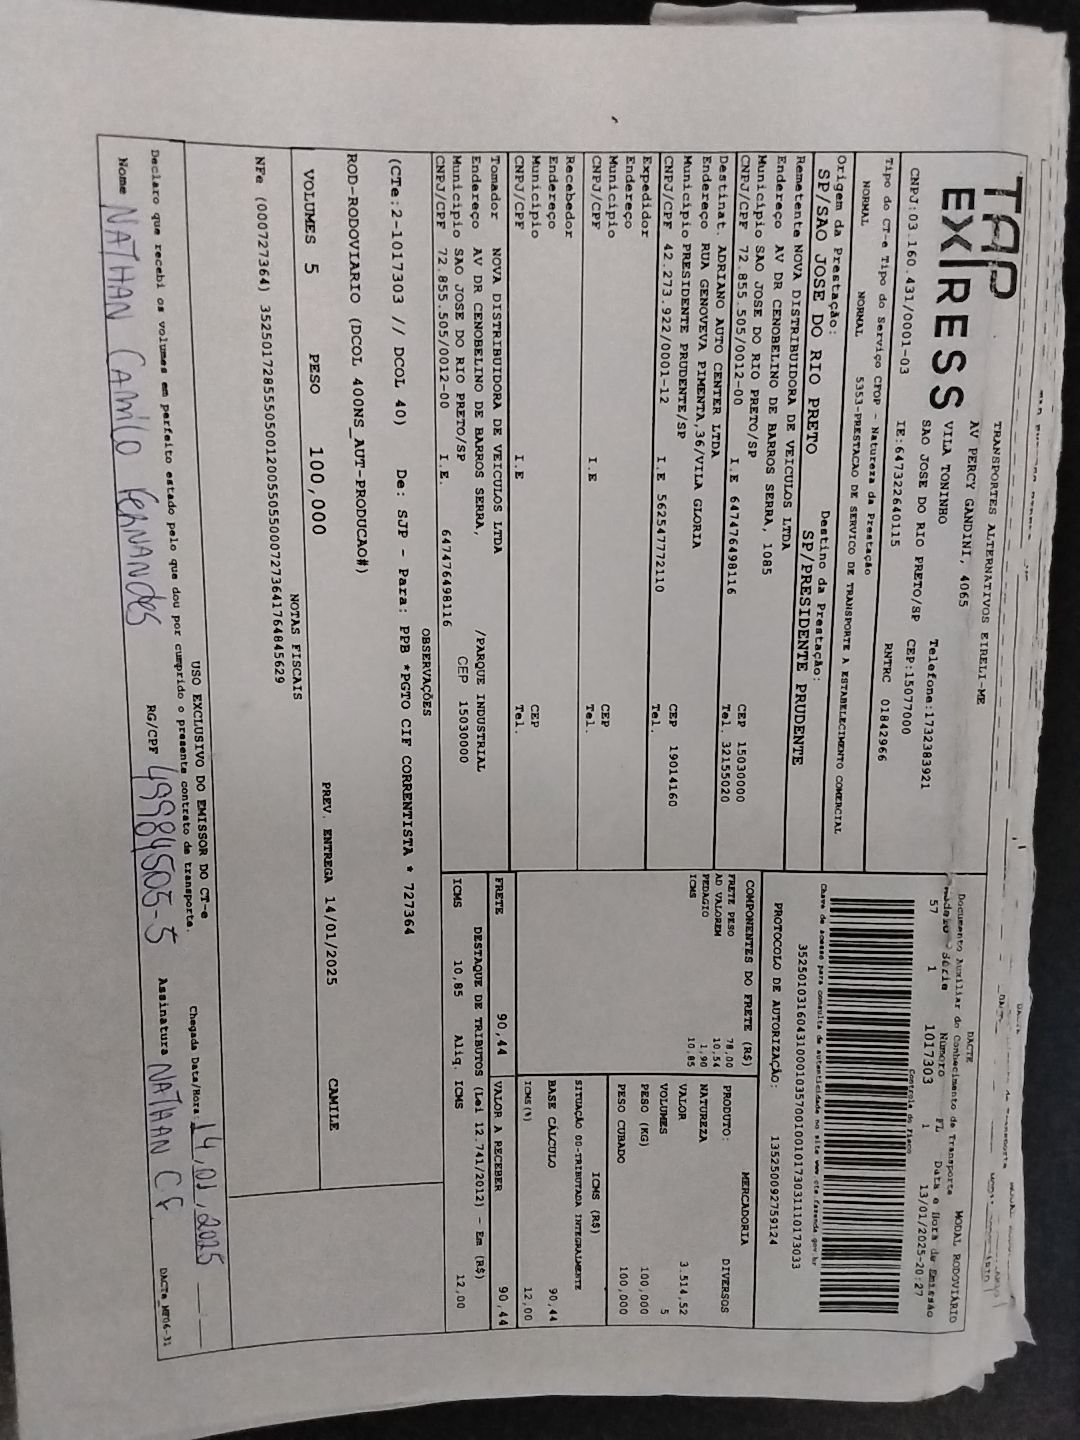 TAP
EXPRESS
TRANSPORTES ALTERNATIVOS EIRELI-ME
AV PERCY GANDINI, 4065
VILA TONINHO
SAO JOSE DO RIO PRETO/SP
Telefone:1732383921
CEP:15077000
CNPJ:03.160.431/0001-03 IE:647322640115 RNTRC 01842966
Tipo do CT-e Tipo do Serviço CFOP - Natureza da Prestação
NORMAL NORMAL 5353-PRESTACAO DE SERVICO DE TRANSPORTE A ESTABELECIMENTO COMERCIAL
Origem da Prestação: Destino da Prestação:
SP/SAO JOSE DO RIO PRETO SP/PRESIDENTE PRUDENTE
Remetente NOVA DISTRIBUIDORA DE VEICULOS LTDA
Endereço AV DR CENOBELINO DE BARROS SERRA, 1085
Municipio SAO JOSE DO RIO PRETO/SP CEP 15030000
CNPJ/CPF 72.855.505/0012-00 I.E 647476498116 Tel. 32155020
Destinat. ADRIANO AUTO CENTER LTDA
Endereço RUA GENOVEVA PIMENTA,36/VILA GLORIA
Municipio PRESIDENTE PRUDENTE/SP CEP 19014160
CNPJ/CPF 42.273.922/0001-12 I.E 562547772110 Tel.
Expedidor
Endereço
Municipio CEP
CNPJ/CPF I.E Tel.
Recebedor
Endereço
Municipio CEP
CNPJ/CPF I.E Tel.
Tomador NOVA DISTRIBUIDORA DE VEICULOS LTDA
Endereço AV DR CENOBELINO DE BARROS SERRA, /PARQUE INDUSTRIAL
Municipio SAO JOSE DO RIO PRETO/SP CEP 15030000
CNPJ/CPF 72.855.505/0012-00 I.E. 647476498116
DACTE
Documento Auxiliar do Conhecimento de Transporte MODAL RODOVIÁRIO
Modelo Série Número FL Data e Hora de Emissão
57 1 1017303 1 13/01/2025-20:27
Controle do Fisco
Chave de acesso para consulta de autenticidade no site www.cte.fazenda.gov.br
35250103160431000103570010010173031110173033
PROTOCOLO DE AUTORIZAÇÃO: 135250092759124
COMPONENTES DO FRETE (R$)
FRETE PESO 78,00
AD VALOREM 10,54
PEDAGIO 1,90
ICMS 10,85
MERCADORIA
PRODUTO: DIVERSOS
NATUREZA
VALOR 3.514,52
VOLUMES 5
PESO (KG) 100,000
PESO CUBADO 100,000
ICMS (R$)
SITUAÇÃO 00-TRIBUTADA INTEGRALMENTE
BASE CÁLCULO 90,44
ICMS (%) 12,00
FRETE 90,44 VALOR A RECEBER 90,44
DESTAQUE DE TRIBUTOS (Lei 12.741/2012) - Em (R$)
ICMS 10,85 Aliq. ICMS 12,00
OBSERVAÇÕES
(CTe:2-1017303 // DCOL 40) De: SJP - Para: PPB *PGTO CIF CORRENTISTA * 727364
ROD-RODOVIARIO (DCOL 400NS_AUT-PRODUCAO#)
VOLUMES 5 PESO 100,000 PREV. ENTREGA 14/01/2025 CAMILE
NOTAS FISCAIS
NFe (000727364) 35250172855505001200550550007273641764845629
USO EXCLUSIVO DO EMISSOR DO CT-e
Declaro que recebi os volumes em perfeito estado pelo que dou por cumprido o presente contrato de transporte. Chegada Data/Hora: 14,01,2025
Nome NATHAN Camilo Fernandes RG/CPF 49984505-5 Assinatura NATHAN CF
DACTe_MF06-31